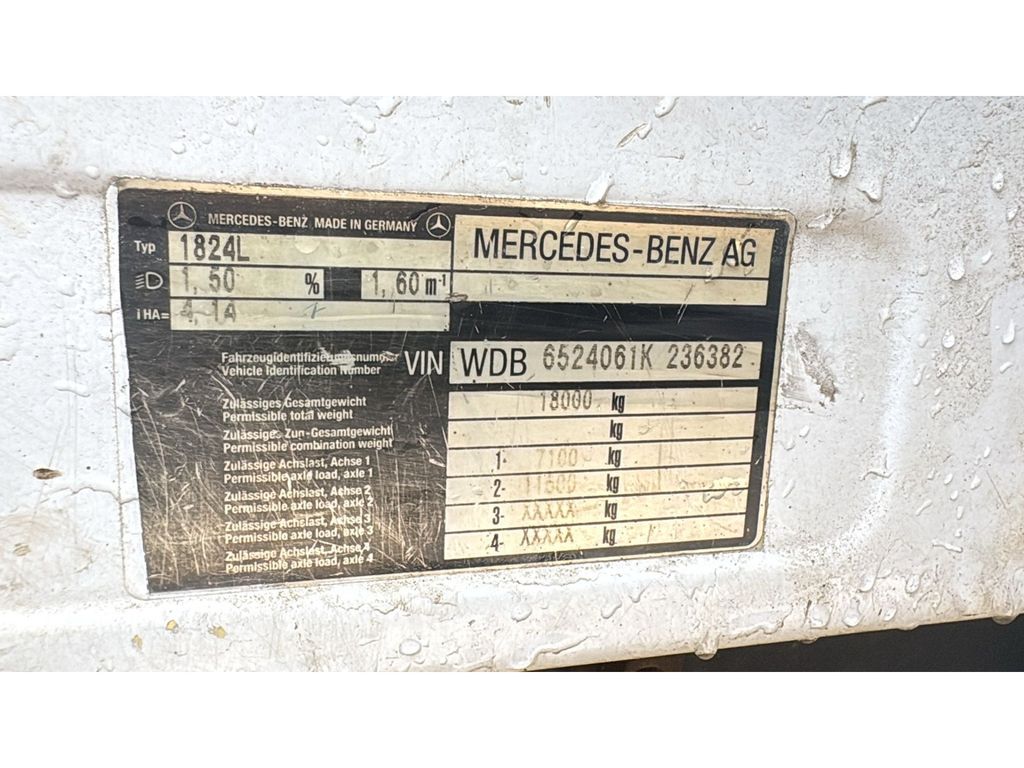 MERCEDES-BENZ MADE IN GERMANY
MERCEDES-BENZ AG
Typ 1824L
1,50 % 1,60 m-1
iHA= 4,1A
Fahrzeugidentifizierungsnummer
Vehicle Identification Number
VIN WDB 6524061K 236382
Zulässiges Gesamtgewicht
Permissible total weight
18000 kg
Zulässiges Zun-Gesamtgewicht
Permissible combination weight
kg
Zulässige Achslast, Achse 1
Permissible axle load, axle 1
1- 7100 kg
Zulässige Achslast, Achse 2
Permissible axle load, axle 2
2- 11600 kg
Zulässige Achslast, Achse 3
Permissible axle load, axle 3
3- XXXXX kg
Zulässige Achslast, Achse 4
Permissible axle load, axle 4
4- XXXXX kg